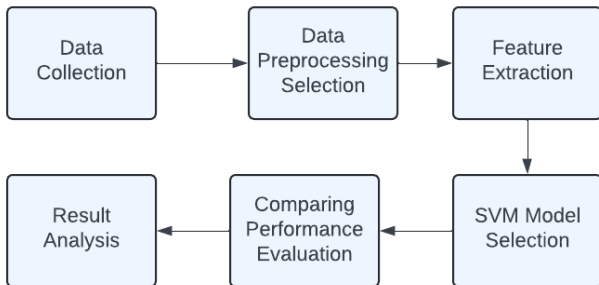 Data
Collection
Data
Preprocessing
Selection
Feature
Extraction
SVM Model
Selection
Comparing
Performance
Evaluation
Result
Analysis